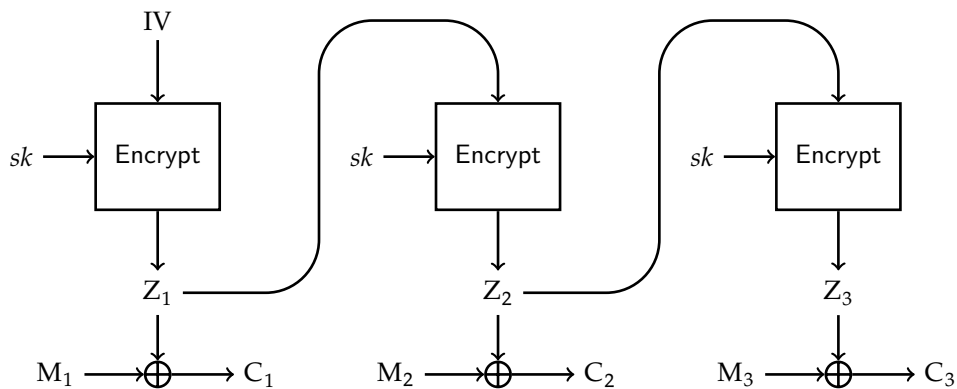 IV
sk Encrypt sk Encrypt sk Encrypt
Z₁ Z₂ Z₃
M₁ C₁ M₂ C₂ M₃ C₃